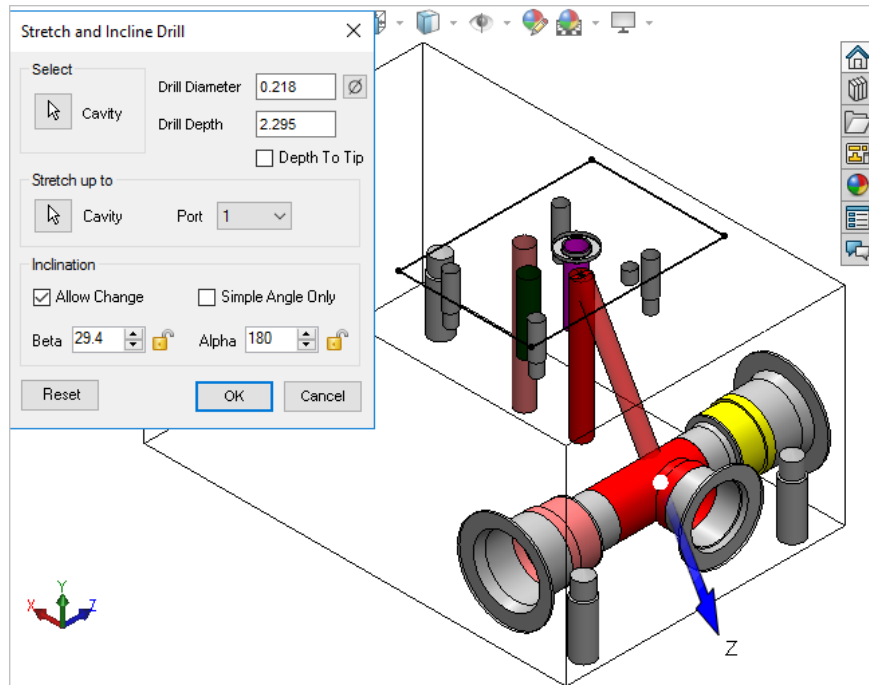 Stretch and Incline Drill
Select
Cavity
Drill Diameter 0.218
Drill Depth 2.295
Depth To Tip
Stretch up to
Cavity Port 1
Inclination
Allow Change Simple Angle Only
Beta 29.4 Alpha 180
Reset OK Cancel
Y
X Z
Z